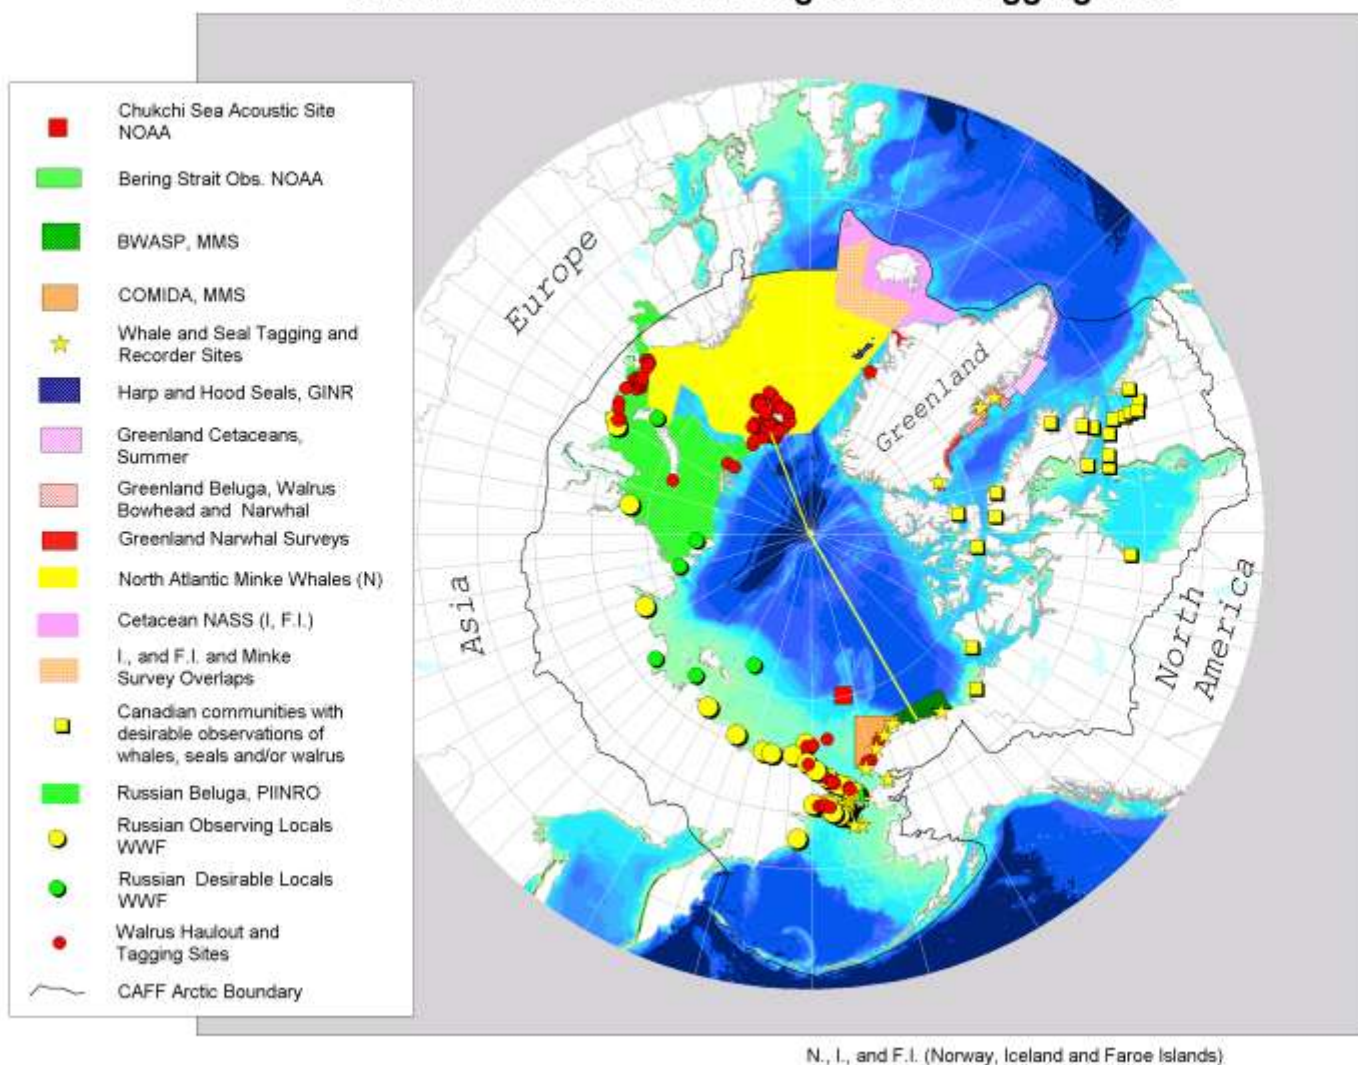 Chukchi Sea Acoustic Site
NOAA
Bering Strait Obs. NOAA
BWASP, MMS
COMIDA, MMS
Whale and Seal Tagging and
Recorder Sites
Harp and Hood Seals, GINR
Greenland Cetaceans,
Summer
Greenland Beluga, Walrus
Bowhead and Narwhal
Greenland Narwhal Surveys
North Atlantic Minke Whales (N)
Cetacean NASS (I, F.I.)
I., and F.I. and Minke
Survey Overlaps
Canadian communities with
desirable observations of
whales, seals and/or walrus
Russian Beluga, PIINRO
Russian Observing Locals
WWF
Russian Desirable Locals
WWF
Walrus Haulout and
Tagging Sites
CAFF Arctic Boundary
Europe
Asia
Greenland
North
America
N., I., and F.I. (Norway, Iceland and Faroe Islands)